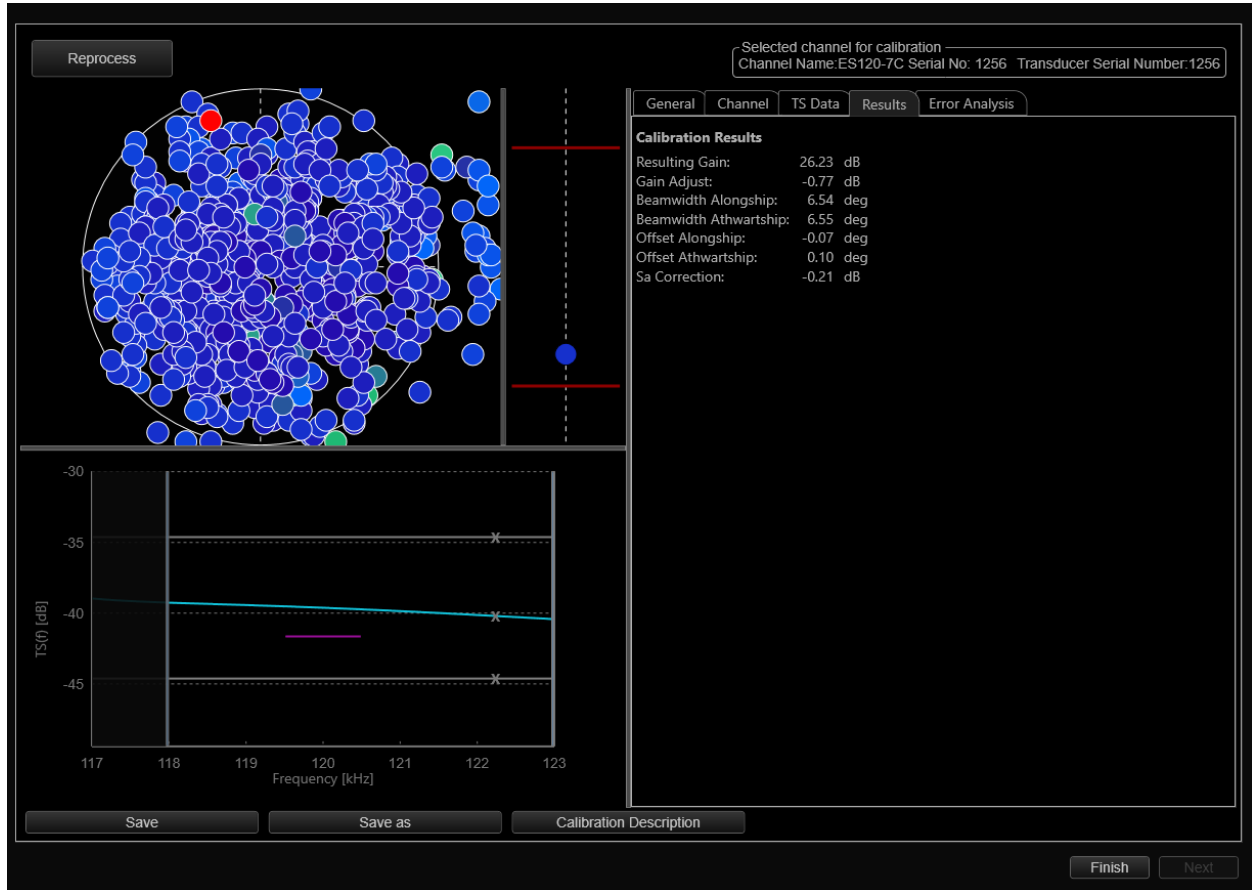 Reprocess
Selected channel for calibration
Channel Name:ES120-7C Serial No: 1256 Transducer Serial Number:1256
General Channel TS Data Results Error Analysis
Calibration Results
Resulting Gain: 26.23 dB
Gain Adjust: -0.77 dB
Beamwidth Alongship: 6.54 deg
Beamwidth Athwartship: 6.55 deg
Offset Alongship: -0.07 deg
Offset Athwartship: 0.10 deg
Sa Correction: -0.21 dB
-30
-35
-40
-45
TS(f) [dB]
x
x
x
117 118 119 120 121 122 123
Frequency [kHz]
Save Save as Calibration Description
Finish Next